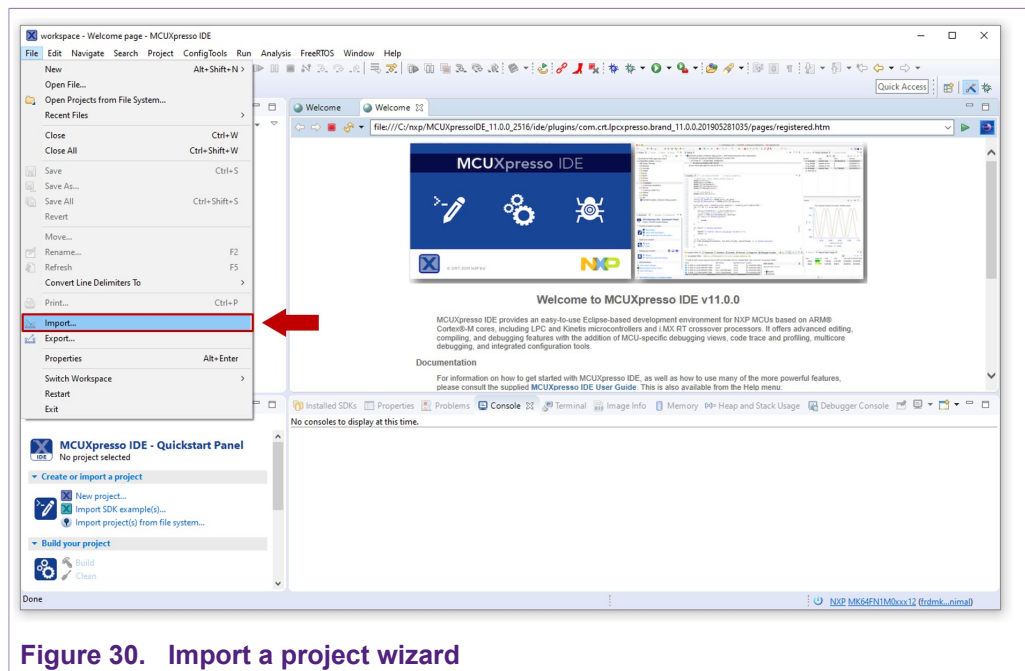 workspace - Welcome page - MCUXpresso IDE
File Edit Navigate Search Project ConfigTools Run Analysis FreeRTOS Window Help
New Alt+Shift+N >
Open File...
Open Projects from File System...
Recent Files >
Close Ctrl+W
Close All Ctrl+Shift+W
Save Ctrl+S
Save As...
Save All Ctrl+Shift+S
Revert
Move...
Rename... F2
Refresh F5
Convert Line Delimiters To >
Print... Ctrl+P
Import...
Export...
Properties Alt+Enter
Switch Workspace >
Restart
Exit
Quick Access
Welcome Welcome
file:///C:/nxp/MCUXpressoIDE_11.0.0_2516/ide/plugins/com.crt.lpcxpresso.brand_11.0.0.201905281035/pages/registered.htm
MCUXpresso IDE
NXP
Welcome to MCUXpresso IDE v11.0.0
MCUXpresso IDE provides an easy-to-use Eclipse-based development environment for NXP MCUs based on ARM®
Cortex®-M cores, including LPC and Kinetis microcontrollers and i.MX RT crossover processors. It offers advanced editing,
compiling, and debugging features with the addition of MCU-specific debugging views, code trace and profiling, multicore
debugging, and integrated configuration tools.
Documentation
For information on how to get started with MCUXpresso IDE, as well as how to use many of the more powerful features,
please consult the supplied MCUXpresso IDE User Guide. This is also available from the Help menu:
Installed SDKs Properties Problems Console Terminal Image Info Memory Heap and Stack Usage Debugger Console
No consoles to display at this time.
IDE
MCUXpresso IDE - Quickstart Panel
No project selected
Create or import a project
New project...
Import SDK example(s)...
Import project(s) from file system...
Build your project
Build
Clean
Done
NXP MK64FN1M0xxx12 (frdmk...nimal)
Figure 30. Import a project wizard